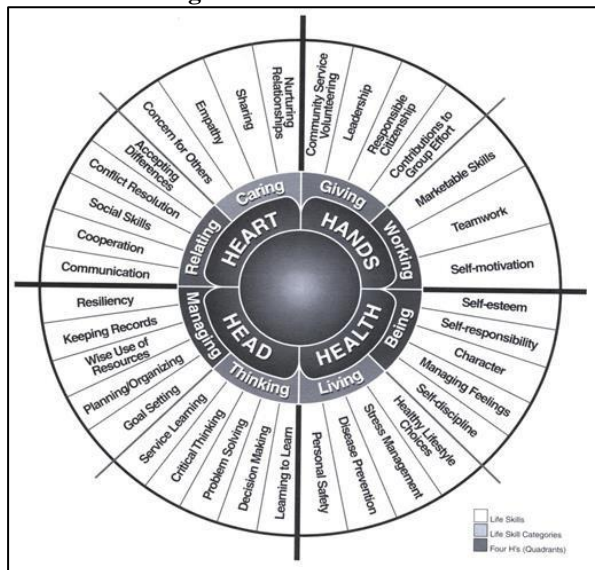 Nurturing
Relationships
Sharing
Empathy
Concern for Others
Accepting
Differences
Conflict Resolution
Social Skills
Cooperation
Communication
Community Service
Volunteering
Leadership
Responsible
Citizenship
Contributions to
Group Effort
Marketable Skills
Teamwork
Self-motivation
Caring
Giving
Relating
HEART
HANDS
Working
Managing
HEAD
HEALTH
Being
Thinking
Living
Resiliency
Keeping Records
Wise Use of
Resources
Planning/Organizing
Goal Setting
Service Learning
Critical Thinking
Problem Solving
Decision Making
Learning to Learn
Self-esteem
Self-responsibility
Character
Managing Feelings
Self-discipline
Healthy Lifestyle
Choices
Stress Management
Disease Prevention
Personal Safety
Life Skills
Life Skill Categories
Four H's (Quadrants)